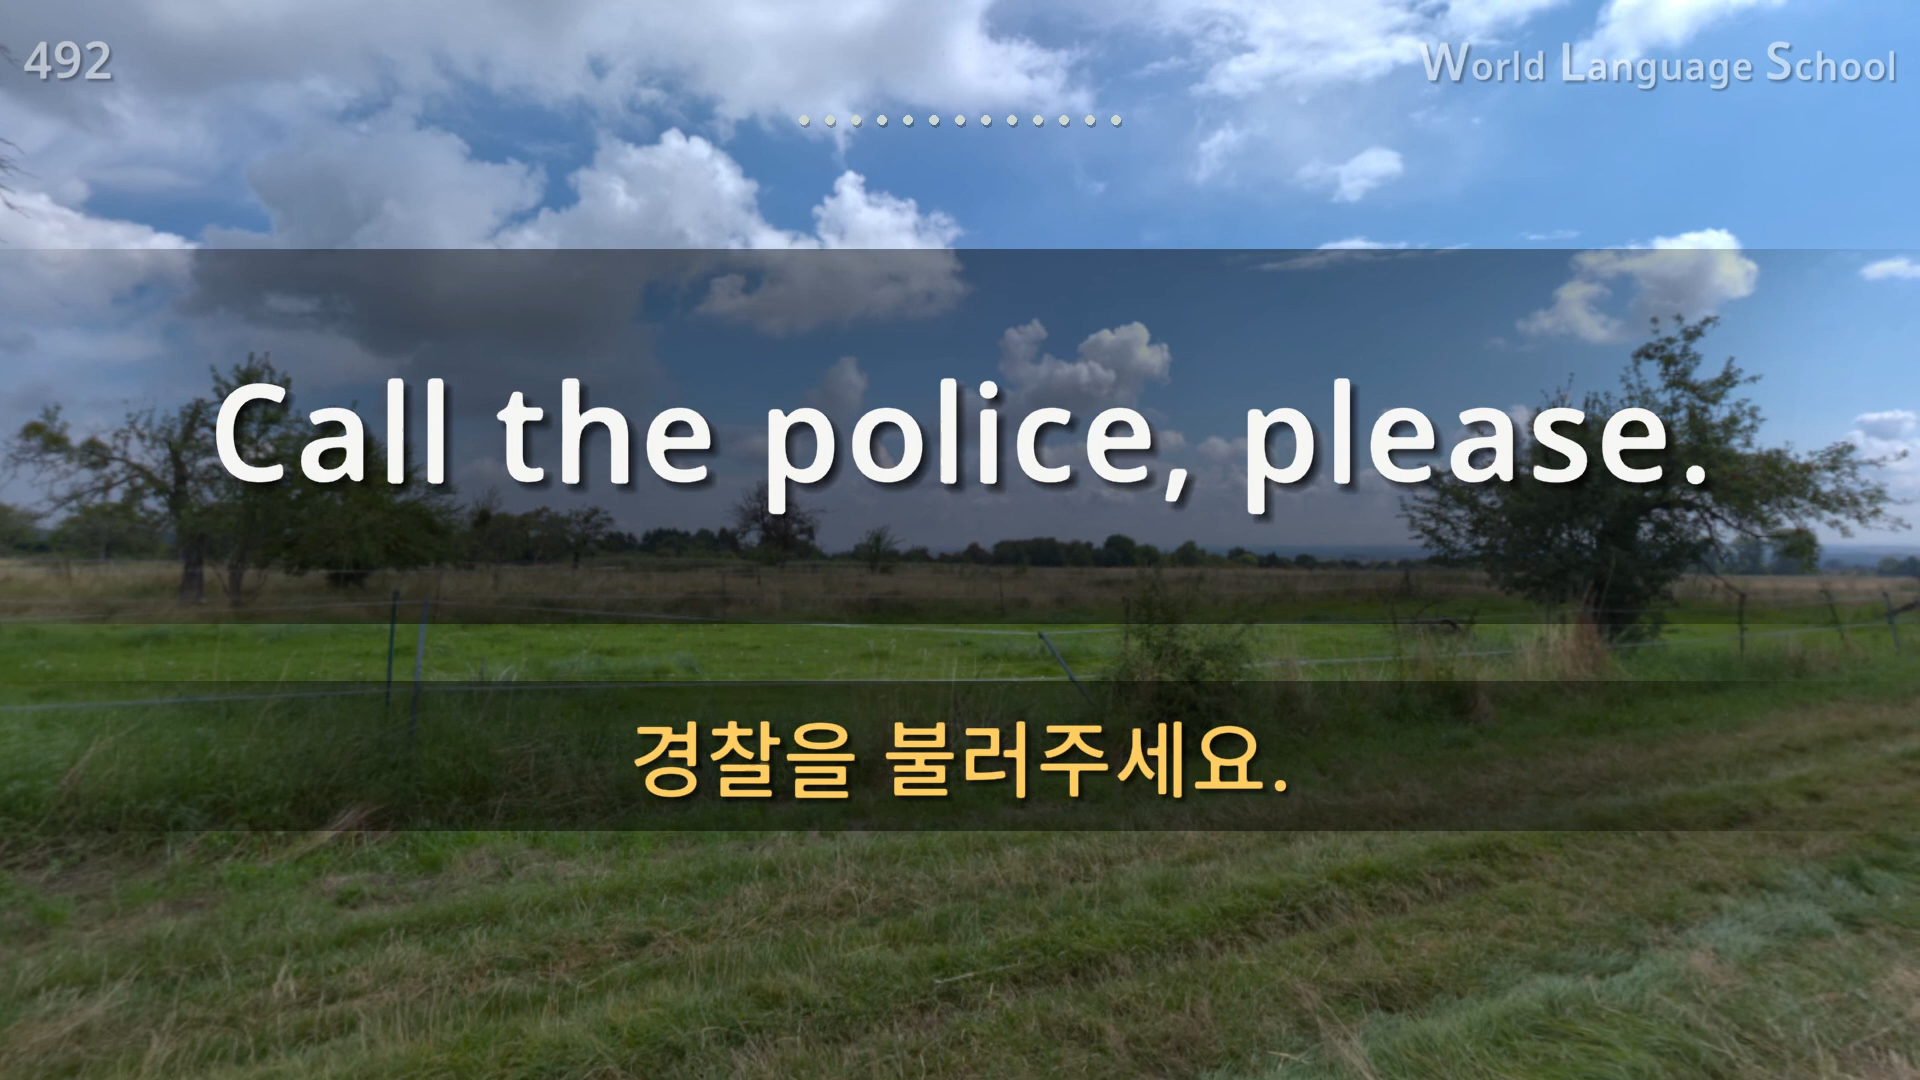 492
World Language School
Call the police, please.
경찰을 불러주세요.